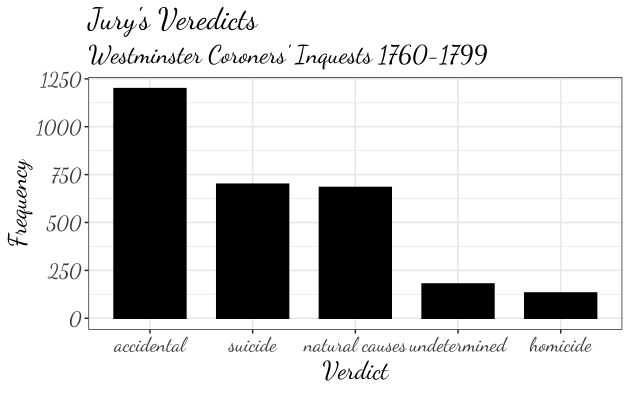 Jury's Veredicts
Westminster Coroners' Inquests 1760-1799
1250
1000
750
500
250
0
Frequency
accidental suicide natural causes undetermined homicide
Verdict